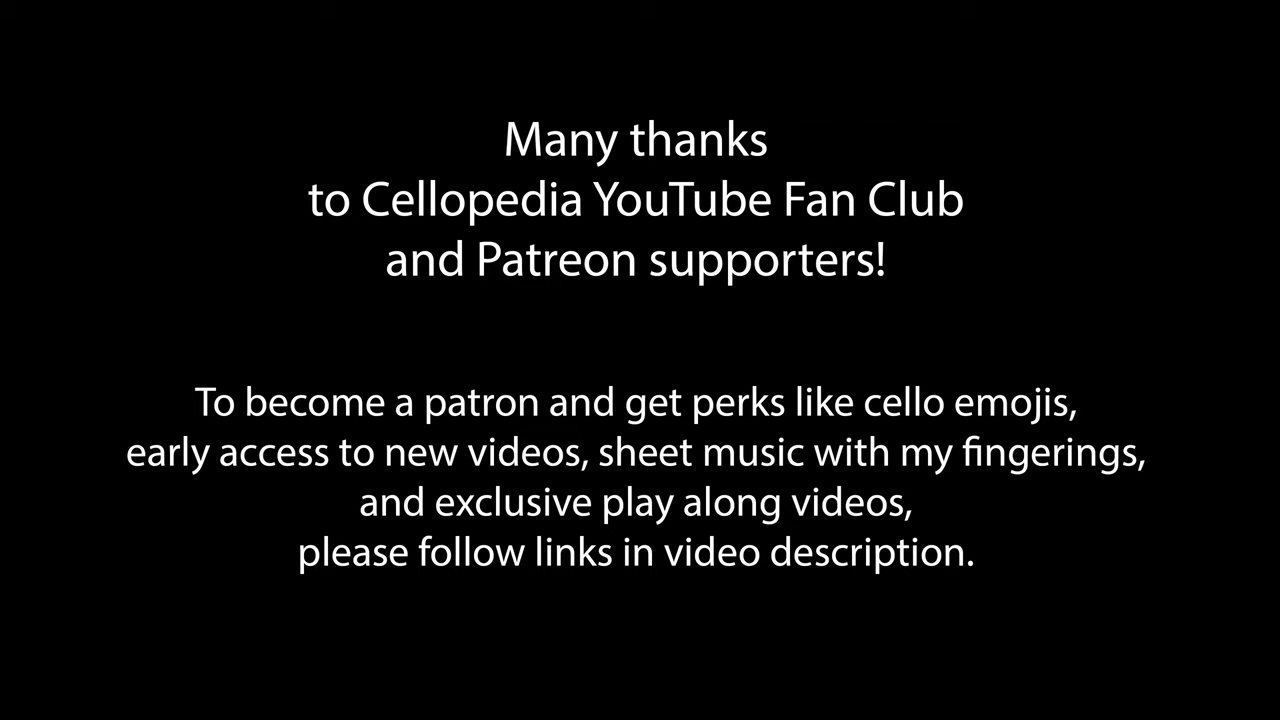 Many thanks
to Cellopedia YouTube Fan Club
and Patreon supporters!
To become a patron and get perks like cello emojis,
early access to new videos, sheet music with my fingerings,
and exclusive play along videos,
please follow links in video description.